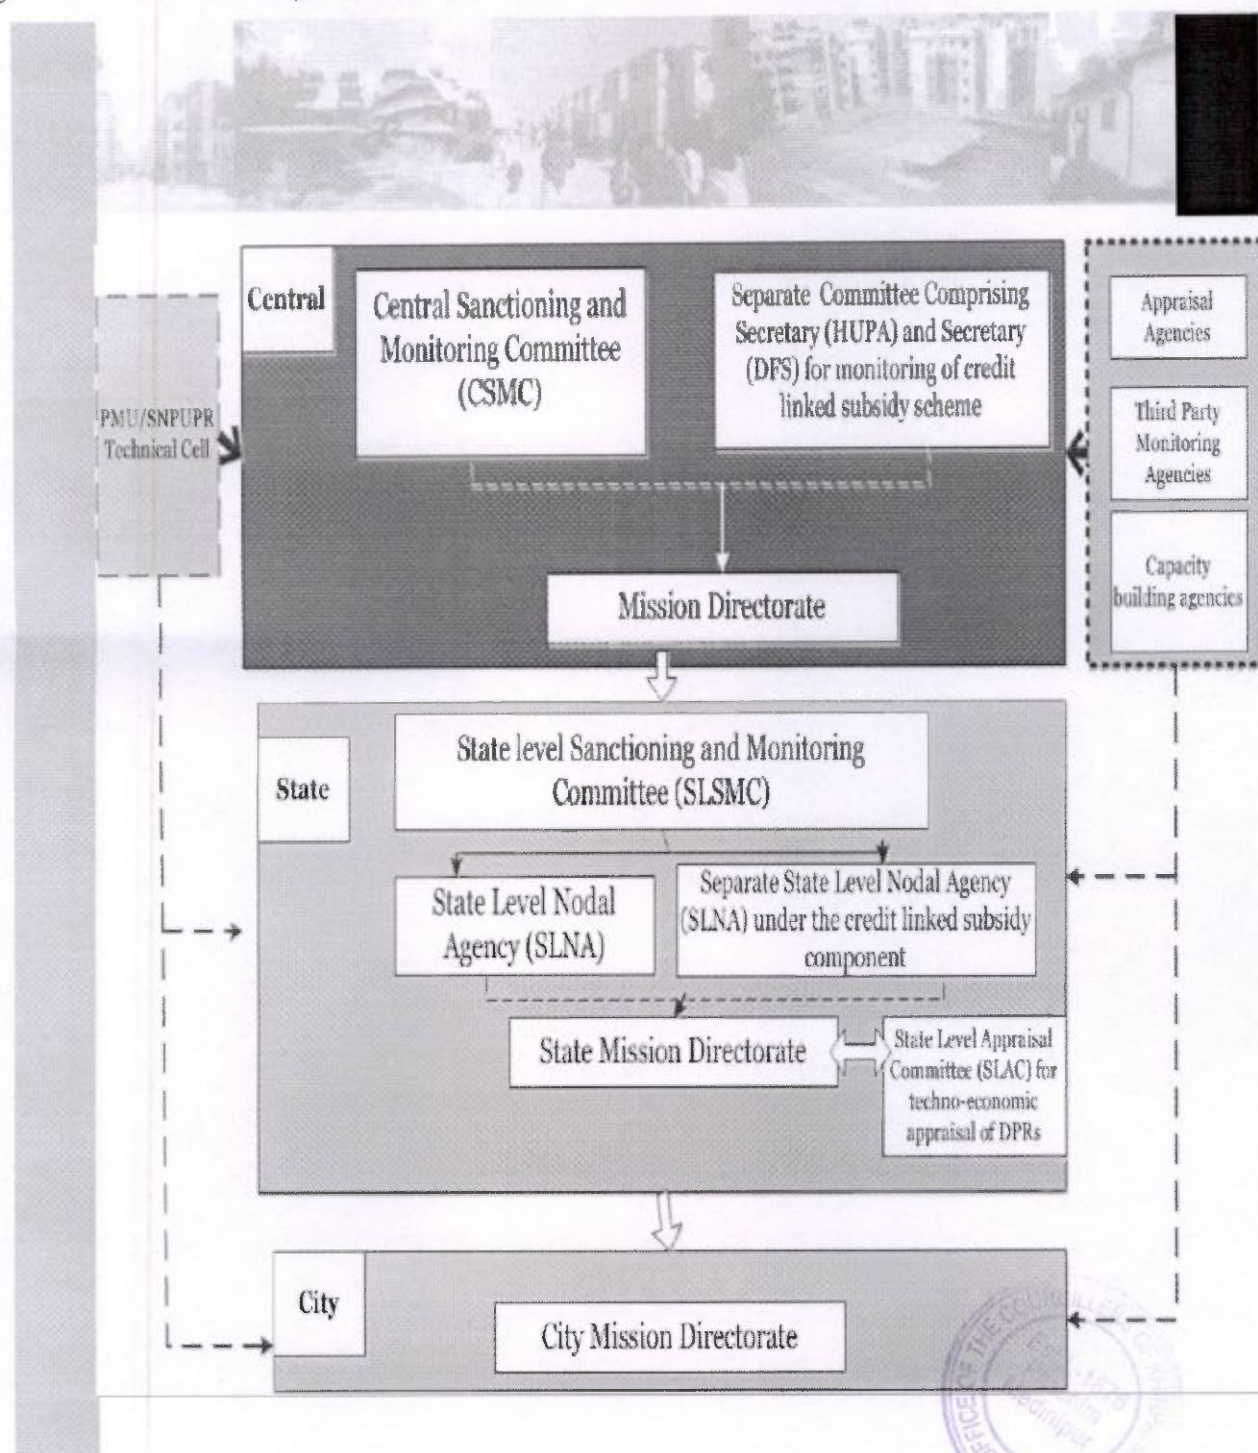 Central
Central Sanctioning and
Monitoring Committee
(CSMC)
Separate Committee Comprising
Secretary (HUPA) and Secretary
(DFS) for monitoring of credit
linked subsidy scheme
Mission Directorate
PMU/SNPUPR
Technical Cell
Appraisal
Agencies
Third Party
Monitoring
Agencies
Capacity
building agencies
State
State level Sanctioning and Monitoring
Committee (SLSMC)
State Level Nodal
Agency (SLNA)
Separate State Level Nodal Agency
(SLNA) under the credit linked subsidy
component
State Mission Directorate
State Level Appraisal
Committee (SLAC) for
techno-economic
appraisal of DPRs
City
City Mission Directorate
OFFICE OF THE